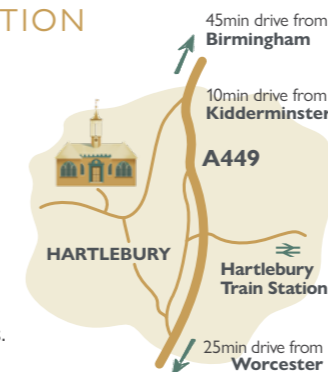 TION
45min drive from
Birmingham
10min drive from
Kidderminster
A449
HARTLEBURY
Hartlebury
Train Station
s.
25min drive from
Worcester